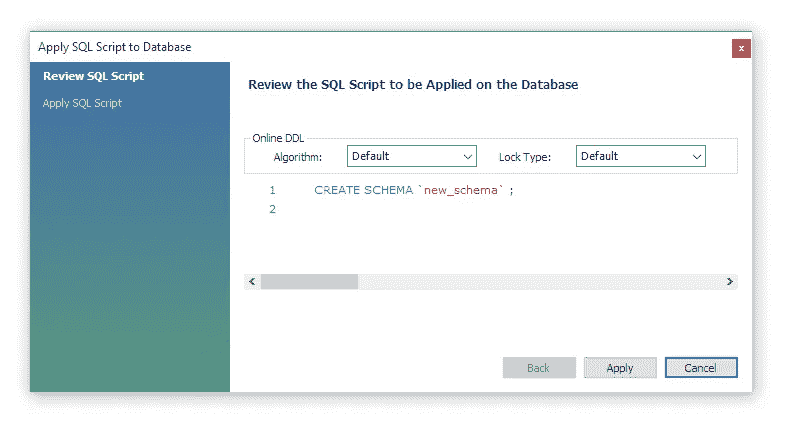 Apply SQL Script to Database
x
Review SQL Script
Apply SQL Script
Review the SQL Script to be Applied on the Database
Online DDL
Algorithm: Default Lock Type: Default
1 CREATE SCHEMA `new_schema` ;
2
Back Apply Cancel